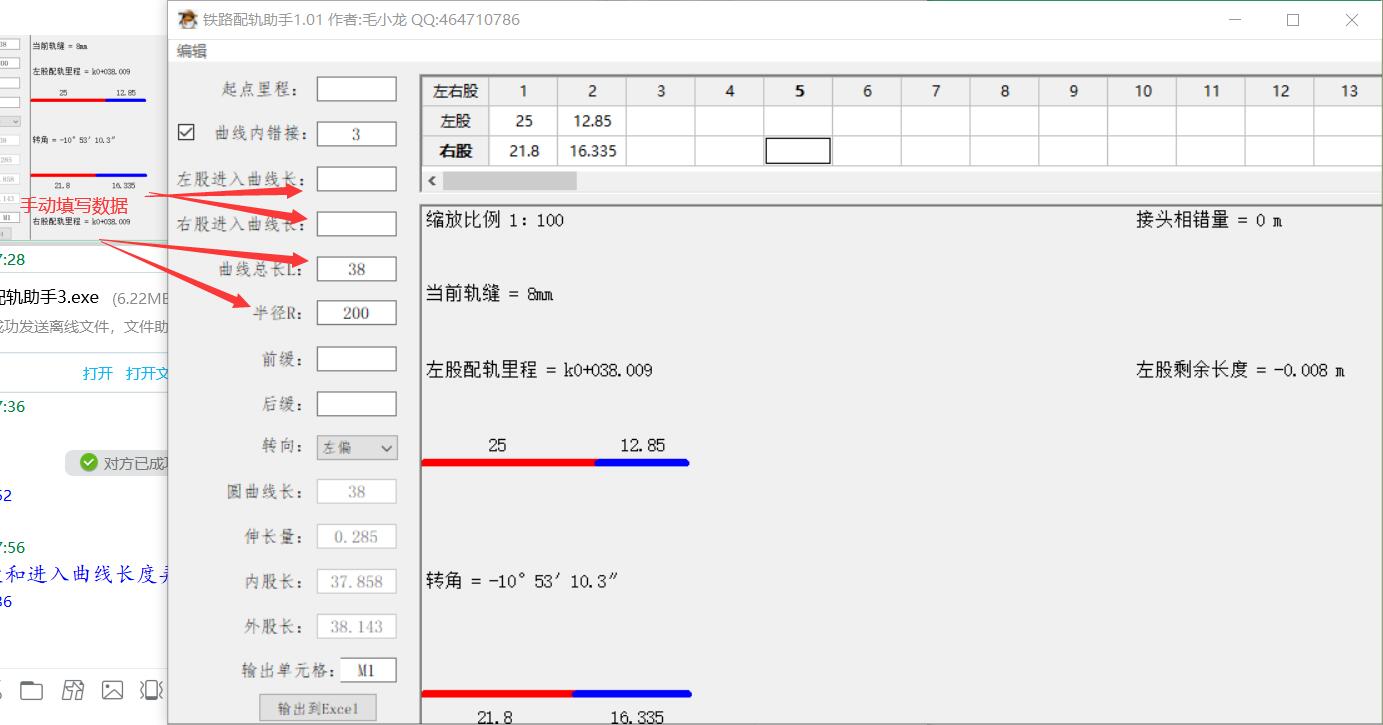 铁路配轨助手1.01 作者:毛小龙 QQ:464710786
编辑
起点里程：
曲线内错接： 3
左股进入曲线长：
右股进入曲线长：
曲线总长L： 38
半径R： 200
前缓：
后缓：
转向： 左偏
圆曲线长： 38
伸长量： 0.285
内股长： 37.858
外股长： 38.143
输出单元格： M1
输出到Excel
左右股 1 2 3 4 5 6 7 8 9 10 11 12 13
左股 25 12.85
右股 21.8 16.335
缩放比例 1: 100 接头相错量 = 0 m
当前轨缝 = 8mm
左股配轨里程 = k0+038.009 左股剩余长度 = -0.008 m
25 12.85
转角 = -10° 53′ 10.3″
21.8 16.335
当前轨缝 = 8mm
左股配轨里程 = k0+038.009
25 12.85
转角 = -10° 53′ 10.3″
21.8 16.335
手动填写数据
右股配轨里程 = k0+038.009
M1
:28
配轨助手3.exe (6.22MB
成功发送离线文件，文件助
打开 打开文
:36
对方已成功
52
:56
和进入曲线长度
36